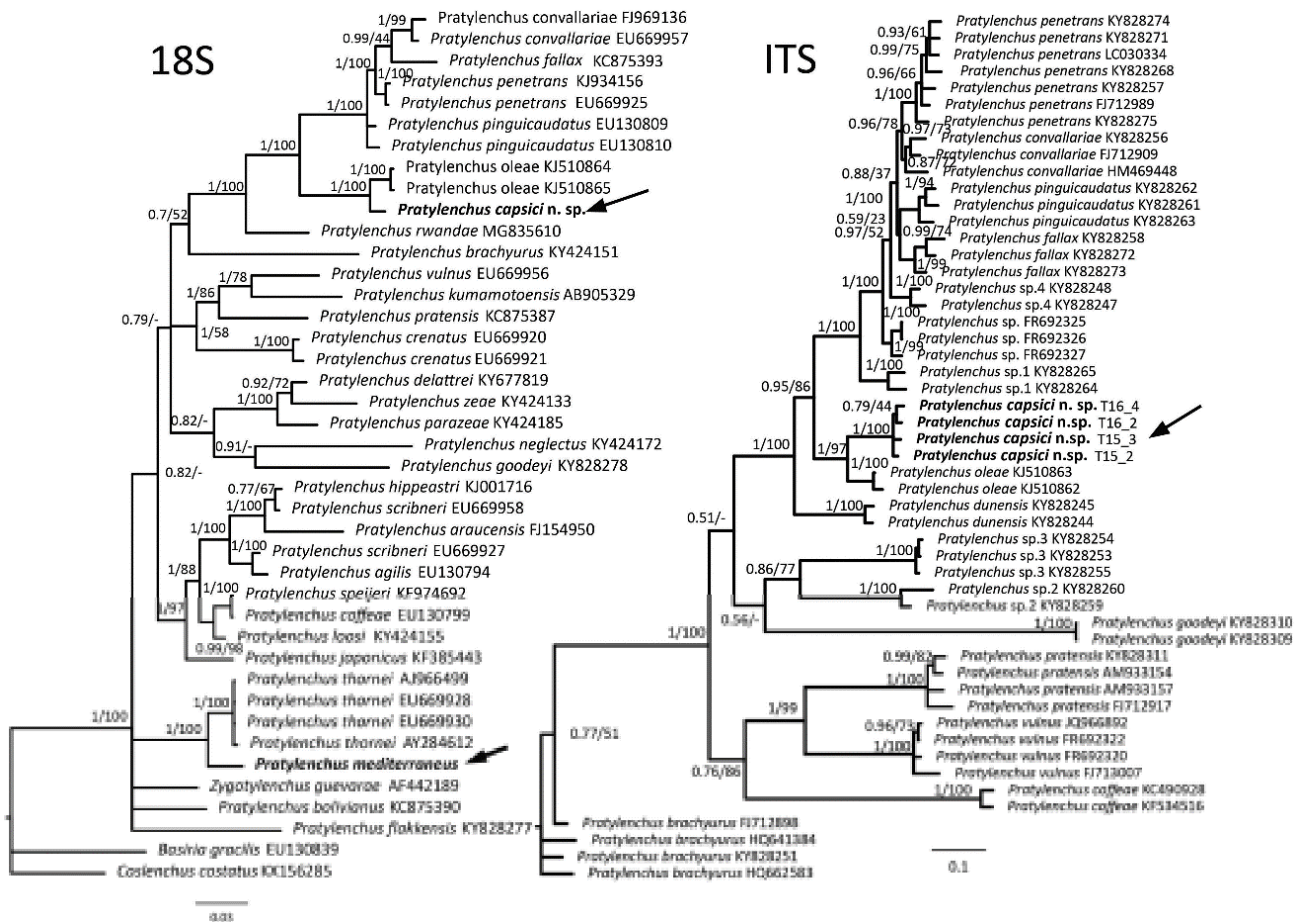 18S
1/99
Pratylenchus convallariae FJ969136
0.99/44
Pratylenchus convallariae EU669957
1/100
Pratylenchus fallax KC875393
1/100
Pratylenchus penetrans KJ934156
1/100
Pratylenchus penetrans EU669925
Pratylenchus pinguicaudatus EU130809
1/100
Pratylenchus pinguicaudatus EU130810
1/100
Pratylenchus oleae KJ510864
1/100
Pratylenchus oleae KJ510865
1/100
Pratylenchus capsici n. sp.
0.7/52
Pratylenchus rwandae MG835610
Pratylenchus brachyurus KY424151
1/78
Pratylenchus vulnus EU669956
1/86
Pratylenchus kumamotoensis AB905329
Pratylenchus pratensis KC875387
0.79/-
1/58
Pratylenchus crenatus EU669920
1/100
Pratylenchus crenatus EU669921
0.92/72
Pratylenchus delattrei KY677819
1/100
Pratylenchus zeae KY424133
0.82/-
Pratylenchus parazeae KY424185
0.91/-
Pratylenchus neglectus KY424172
0.82/-
Pratylenchus goodeyi KY828278
0.77/67
Pratylenchus hippeastri KJ001716
1/100
Pratylenchus scribneri EU669958
Pratylenchus araucensis FJ154950
1/100
1/100
Pratylenchus scribneri EU669927
1/88
Pratylenchus agilis EU130794
1/100
Pratylenchus speijeri KF974692
1/97
Pratylenchus coffeae EU130799
Pratylenchus loosi KY424155
0.99/98
Pratylenchus japonicus KF385443
Pratylenchus thornei AJ966499
Pratylenchus thornei EU669928
1/100
Pratylenchus thornei EU669930
1/100
Pratylenchus thornei AY284612
1/100
Pratylenchus mediterraneus
Zygotylenchus guevarae AF442189
Pratylenchus bolivianus KC875390
Pratylenchus flakkensis KY828277
Basiria gracilis EU130839
Coslenchus costatus KX156285
0.03
ITS
Pratylenchus penetrans KY828274
0.93/61
Pratylenchus penetrans KY828271
0.99/75
Pratylenchus penetrans LC030334
0.96/66
Pratylenchus penetrans KY828268
Pratylenchus penetrans KY828257
1/100
Pratylenchus penetrans FJ712989
Pratylenchus penetrans KY828275
0.96/78
0.97/73
Pratylenchus convallariae KY828256
Pratylenchus convallariae FJ712909
0.87/72
Pratylenchus convallariae HM469448
0.88/37
1/94
Pratylenchus pinguicaudatus KY828262
1/100
Pratylenchus pinguicaudatus KY828261
0.59/23
Pratylenchus pinguicaudatus KY828263
0.97/52
0.99/74
Pratylenchus fallax KY828258
Pratylenchus fallax KY828272
1/99
Pratylenchus fallax KY828273
1/100
1/100
Pratylenchus sp.4 KY828248
Pratylenchus sp.4 KY828247
1/100
Pratylenchus sp. FR692325
1/100
Pratylenchus sp. FR692326
1/99
Pratylenchus sp. FR692327
1/100
Pratylenchus sp.1 KY828265
Pratylenchus sp.1 KY828264
0.95/86
0.79/44
Pratylenchus capsici n. sp. T16_4
Pratylenchus capsici n.sp. T16_2
1/100
Pratylenchus capsici n.sp. T15_3
1/100
1/97
Pratylenchus capsici n.sp. T15_2
1/100
Pratylenchus oleae KJ510863
Pratylenchus oleae KJ510862
1/100
Pratylenchus dunensis KY828245
Pratylenchus dunensis KY828244
0.51/-
Pratylenchus sp.3 KY828254
1/100
Pratylenchus sp.3 KY828253
0.86/77
Pratylenchus sp.3 KY828255
1/100
Pratylenchus sp.2 KY828260
Pratylenchus sp.2 KY828259
0.56/-
1/100
Pratylenchus goodeyi KY828310
1/100
Pratylenchus goodeyi KY828309
0.99/82
Pratylenchus pratensis KY828311
Pratylenchus pratensis AM933154
1/100
Pratylenchus pratensis AM933157
Pratylenchus pratensis FJ712917
1/99
0.96/73
Pratylenchus vulnus JQ966892
Pratylenchus vulnus FR692322
0.77/51
1/100
Pratylenchus vulnus FR692320
0.76/86
Pratylenchus vulnus FJ713007
1/100
Pratylenchus coffeae KC490928
Pratylenchus coffeae KF534516
Pratylenchus brachyurus FJ712898
Pratylenchus brachyurus HQ641384
Pratylenchus brachyurus KY828251
Pratylenchus brachyurus HQ662583
0.1